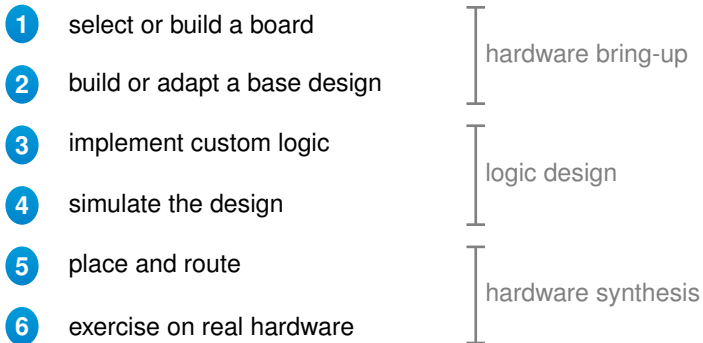 1 select or build a board
hardware bring-up
2 build or adapt a base design
3 implement custom logic
logic design
4 simulate the design
5 place and route
hardware synthesis
6 exercise on real hardware